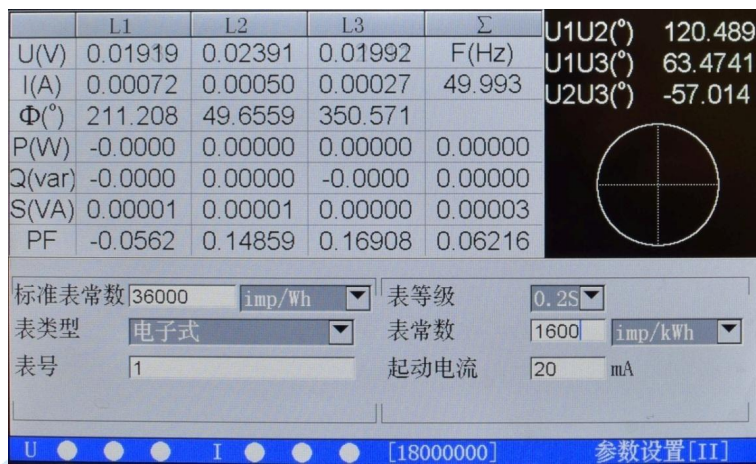 L1 L2 L3 Σ
U(V) 0.01919 0.02391 0.01992 F(Hz)
I(A) 0.00072 0.00050 0.00027 49.993
Φ(°) 211.208 49.6559 350.571
P(W) -0.0000 0.00000 0.00000 0.00000
Q(var) -0.0000 0.00000 -0.0000 0.00000
S(VA) 0.00001 0.00001 0.00000 0.00003
PF -0.0562 0.14859 0.16908 0.06216
U1U2(°) 120.489
U1U3(°) 63.4741
U2U3(°) -57.014
标准表常数 36000 imp/Wh
表类型 电子式
表号 1
表等级 0.2S
表常数 1600 imp/kWh
起动电流 20 mA
U I [18000000] 参数设置[II]